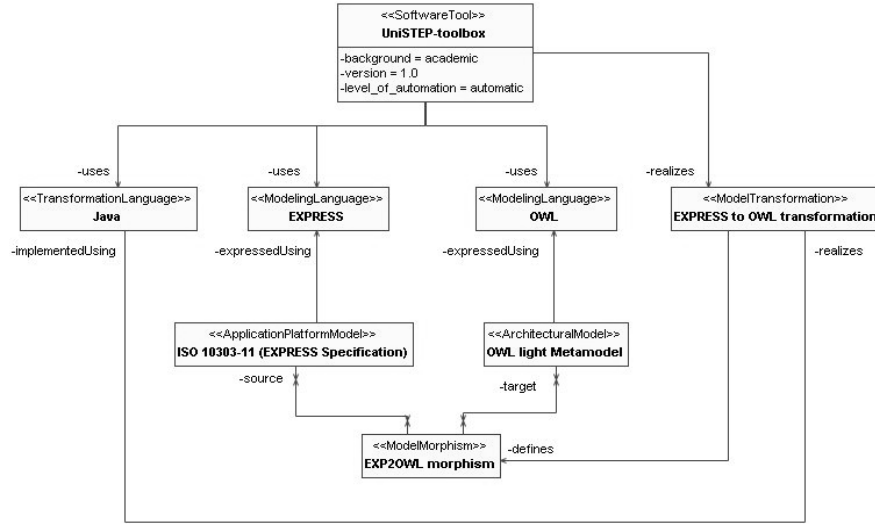 <<SoftwareTool>>
UniSTEP-toolbox
-background = academic
-version = 1.0
-level_of_automation = automatic
-uses
-uses
-uses
-realizes
<<TransformationLanguage>>
Java
<<ModelingLanguage>>
EXPRESS
<<ModelingLanguage>>
OWL
<<ModelTransformation>>
EXPRESS to OWL transformation
-implementedUsing
-expressedUsing
-expressedUsing
-realizes
<<ApplicationPlatformModel>>
ISO 10303-11 (EXPRESS Specification)
<<ArchitecturalModel>>
OWL light Metamodel
-source
-target
<<ModelMorphism>>
EXP2OWL morphism
-defines